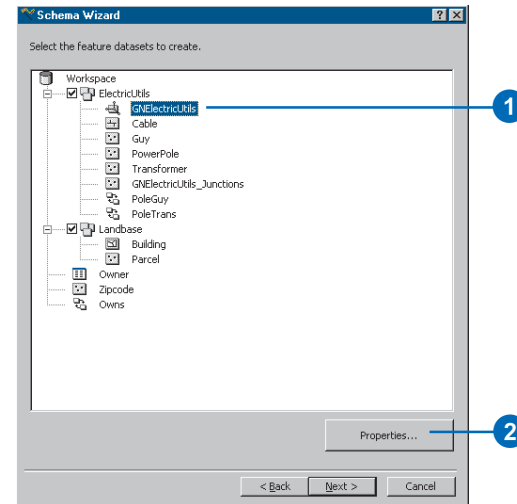 Schema Wizard
Select the feature datasets to create.
Workspace
ElectricUtils
GNElectricUtils
1
Cable
Guy
PowerPole
Transformer
GNElectricUtils_Junctions
PoleGuy
PoleTrans
Landbase
Building
Parcel
Owner
Zipcode
Owns
Properties...
2
< Back
Next >
Cancel